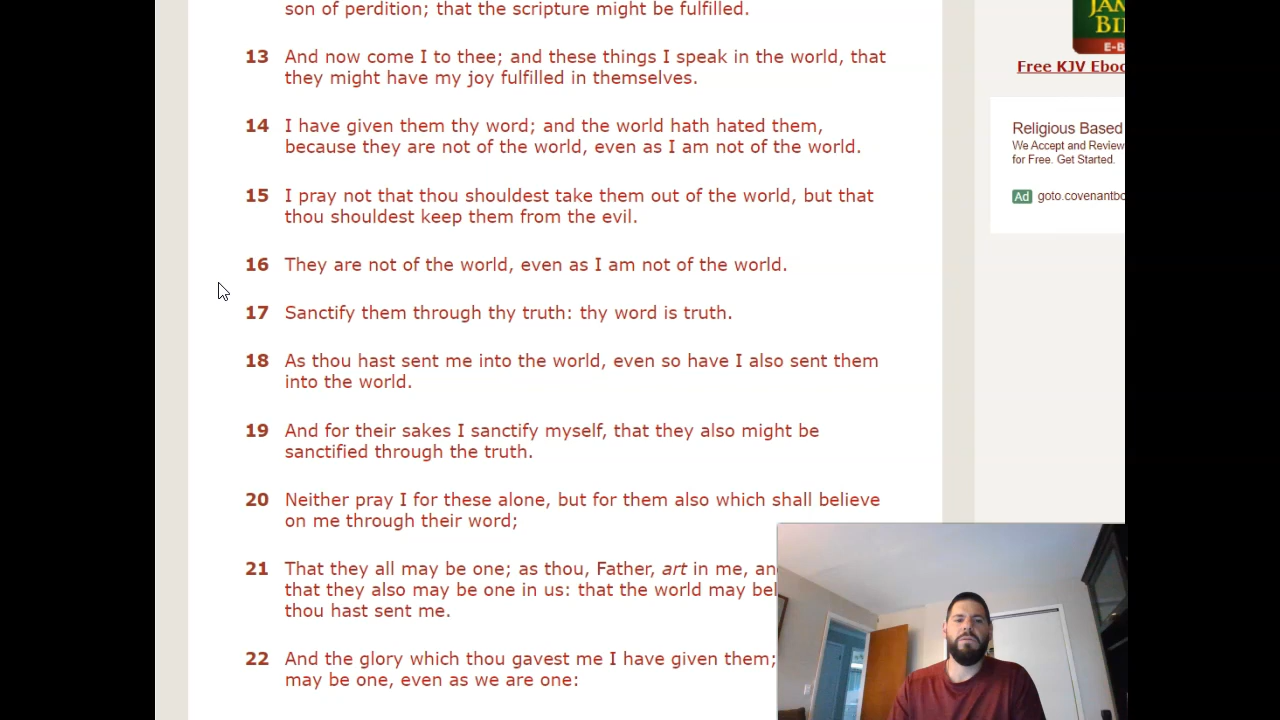 son of perdition; that the scripture might be fulfilled.
13 And now come I to thee; and these things I speak in the world, that
they might have my joy fulfilled in themselves.
14 I have given them thy word; and the world hath hated them,
because they are not of the world, even as I am not of the world.
15 I pray not that thou shouldest take them out of the world, but that
thou shouldest keep them from the evil.
16 They are not of the world, even as I am not of the world.
17 Sanctify them through thy truth: thy word is truth.
18 As thou hast sent me into the world, even so have I also sent them
into the world.
19 And for their sakes I sanctify myself, that they also might be
sanctified through the truth.
20 Neither pray I for these alone, but for them also which shall believe
on me through their word;
21 That they all may be one; as thou, Father, art in me,
that they also may be one in us: that the world may
thou hast sent me.
22 And the glory which thou gavest me I have given them;
may be one, even as we are one:
Free KJV
Religious Based
We Accept and Review
for Free. Get Started.
Ad